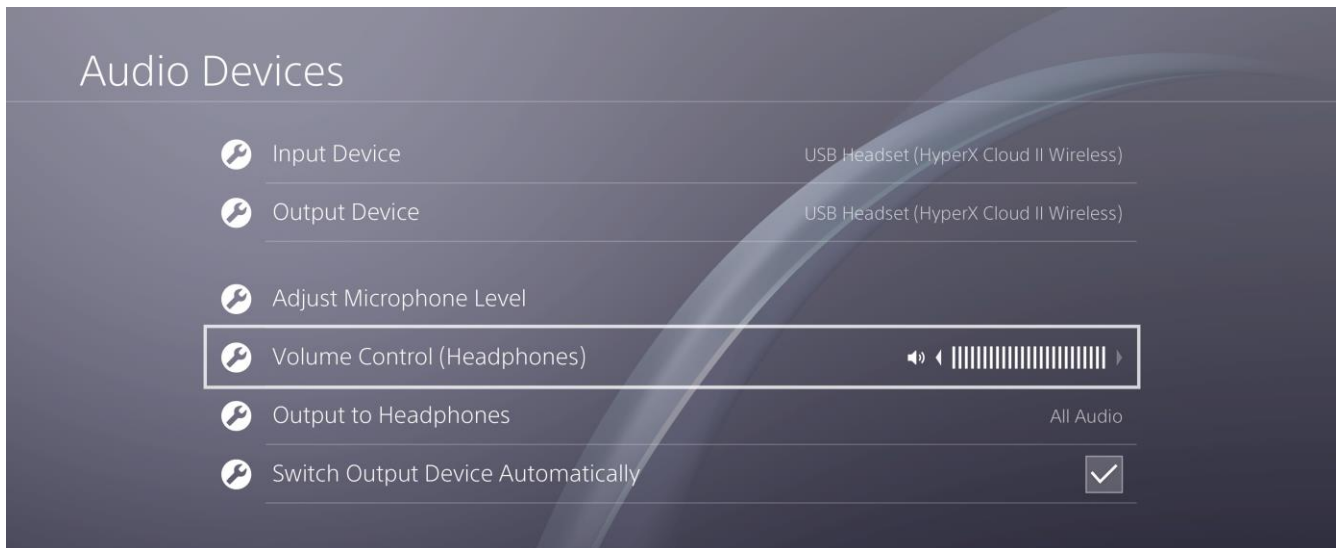 Audio Devices
Input Device USB Headset (HyperX Cloud II Wireless)
Output Device USB Headset (HyperX Cloud II Wireless)
Adjust Microphone Level
Volume Control (Headphones)
Output to Headphones All Audio
Switch Output Device Automatically